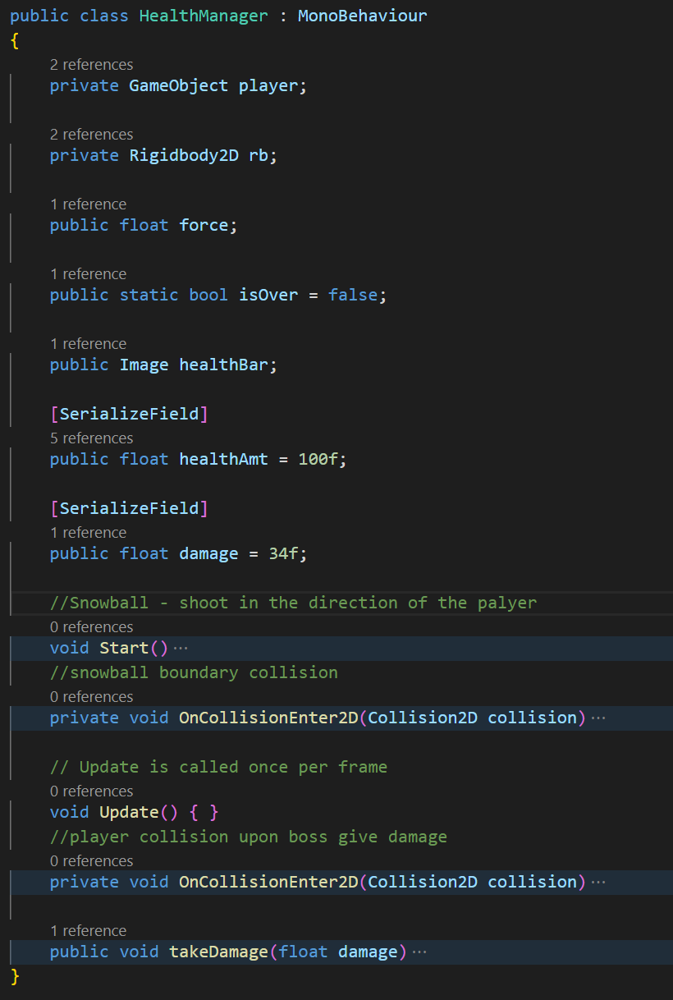 public class HealthManager : MonoBehaviour
{
2 references
private GameObject player;
2 references
private Rigidbody2D rb;
1 reference
public float force;
1 reference
public static bool isOver = false;
1 reference
public Image healthBar;
[SerializeField]
5 references
public float healthAmt = 100f;
[SerializeField]
1 reference
public float damage = 34f;
//Snowball - shoot in the direction of the palyer
0 references
void Start()···
//snowball boundary collision
0 references
private void OnCollisionEnter2D(Collision2D collision)···
// Update is called once per frame
0 references
void Update() { }
//player collision upon boss give damage
0 references
private void OnCollisionEnter2D(Collision2D collision)···
1 reference
public void takeDamage(float damage)···
}